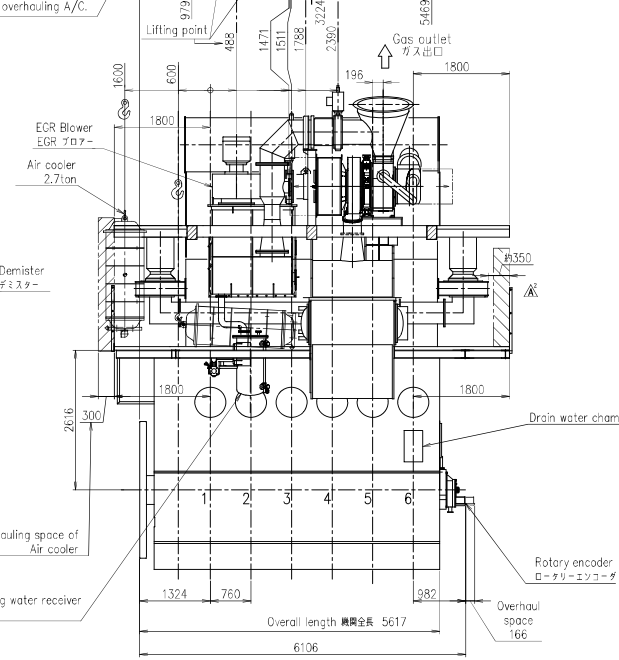 overhauling A/C.
979
3224
5469
Lifting point
488
1471
1511
1788
2390
Gas outlet
ガス出口
1600
600
196
1800
EGR Blower
EGR ブロアー
1800
Air cooler
2.7ton
Demister
デミスター
約350
A2
2616
1800
1800
300
Drain water cham
1 2 3 4 5 6
auling space of
Air cooler
Rotary encoder
ロータリーエンコーダ
g water receiver
1324
760
982
Overhaul
space
166
Overall length 機関全長 5617
6106